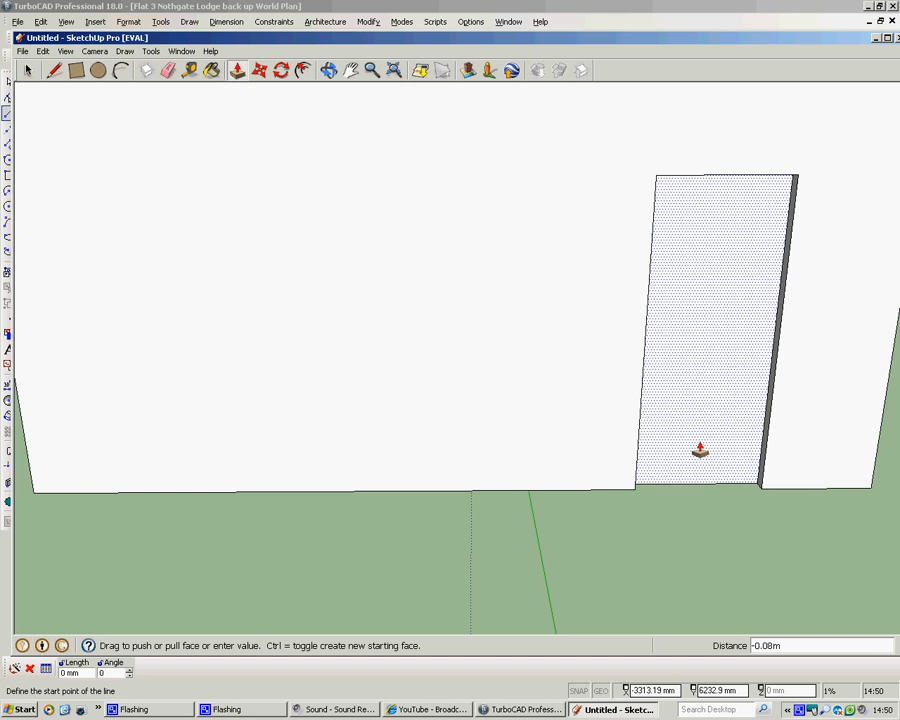 TurboCAD Professional 18.0 - [Flat 3 Nothgate Lodge back up World Plan]
File Edit View Insert Format Tools Draw Dimension Constraints Architecture Modify Modes Scripts Options Window Help
Untitled - SketchUp Pro [EVAL]
File Edit View Camera Draw Tools Window Help
Drag to push or pull face or enter value. Ctrl = toggle create new starting face.
Distance -0.08m
Length Angle
0 mm 0
Define the start point of the line
SNAP GEO X -3313.19 mm Y 6232.9 mm Z 0 mm 1% 14:50
Start Flashing Flashing Sound - Sound Re... YouTube - Broadc... TurboCAD Profess... Untitled - Sketc... Search Desktop 14:50